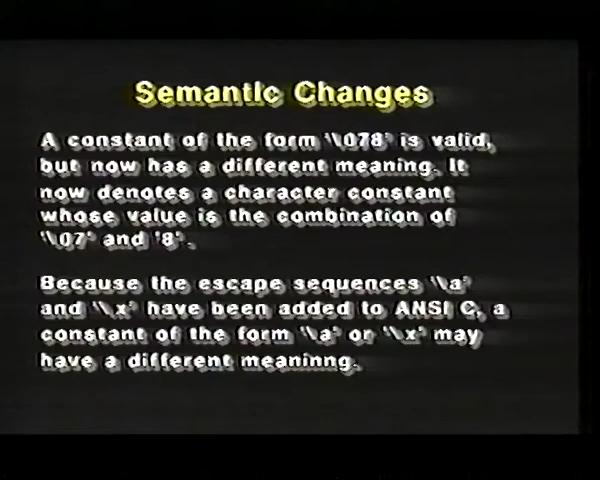 Semantic Changes
A constant of the form '\078' is valid,
but now has a different meaning. It
now denotes a character constant
whose value is the combination of
'\07' and '8'.
Because the escape sequences '\a'
and '\x' have been added to ANSI C, a
constant of the form '\a' or '\x' may
have a different meaninng.